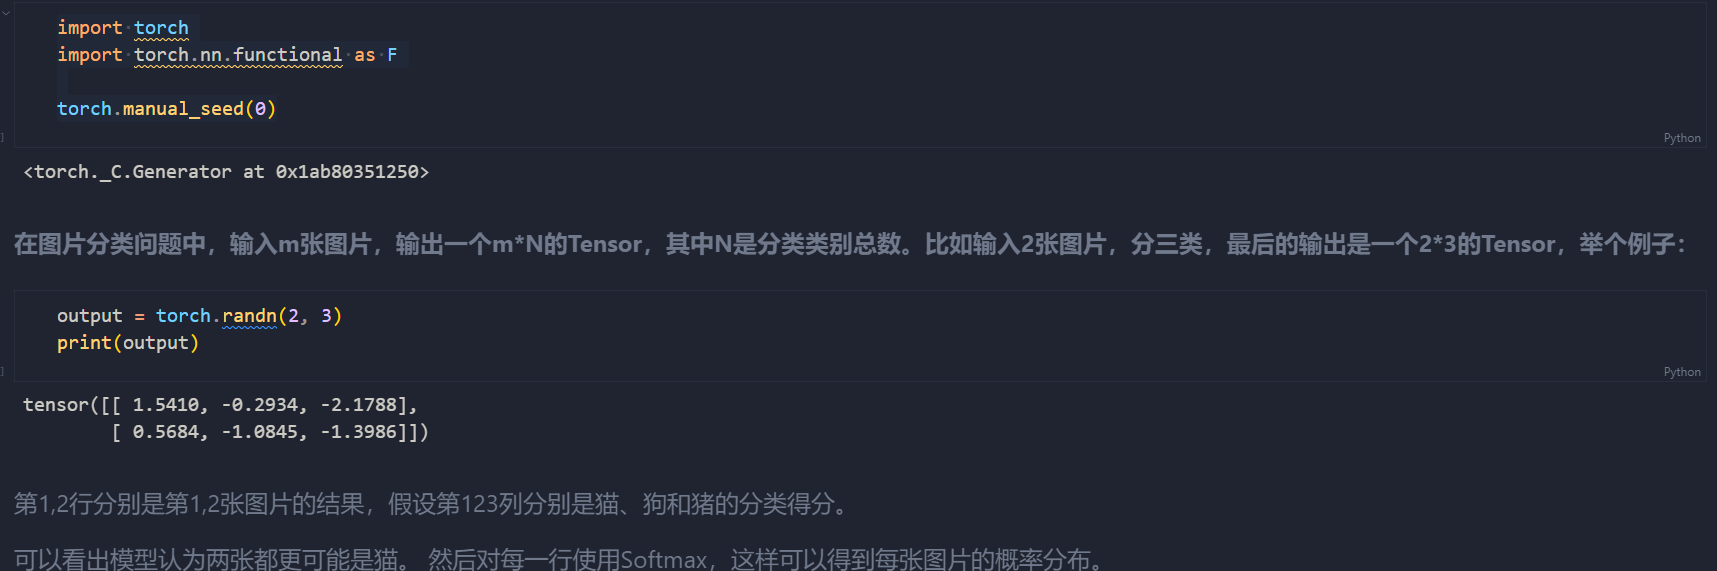 import torch
import torch.nn.functional as F
torch.manual_seed(0)
]
Python
<torch._C.Generator at 0x1ab80351250>
在图片分类问题中，输入m张图片，输出一个m*N的Tensor，其中N是分类类别总数。比如输入2张图片，分三类，最后的输出是一个2*3的Tensor，举个例子：
output = torch.randn(2, 3)
print(output)
]
Python
tensor([[ 1.5410, -0.2934, -2.1788],
        [ 0.5684, -1.0845, -1.3986]])
第1,2行分别是第1,2张图片的结果，假设第123列分别是猫、狗和猪的分类得分。
可以看出模型认为两张都更可能是猫。 然后对每一行使用Softmax，这样可以得到每张图片的概率分布。